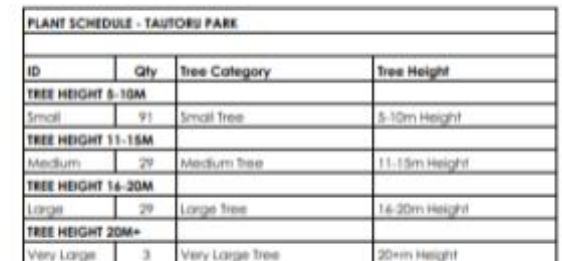 PLANT SCHEDULE - TAUTORU PARK
ID Qty Tree Category Tree Height
TREE HEIGHT 5-10M
Small 91 Small Tree 5-10m Height
TREE HEIGHT 11-15M
Medium 29 Medium Tree 11-15m Height
TREE HEIGHT 16-20M
Large 29 Large Tree 16-20m Height
TREE HEIGHT 20M+
Very Large 3 Very Large Tree 20+m Height